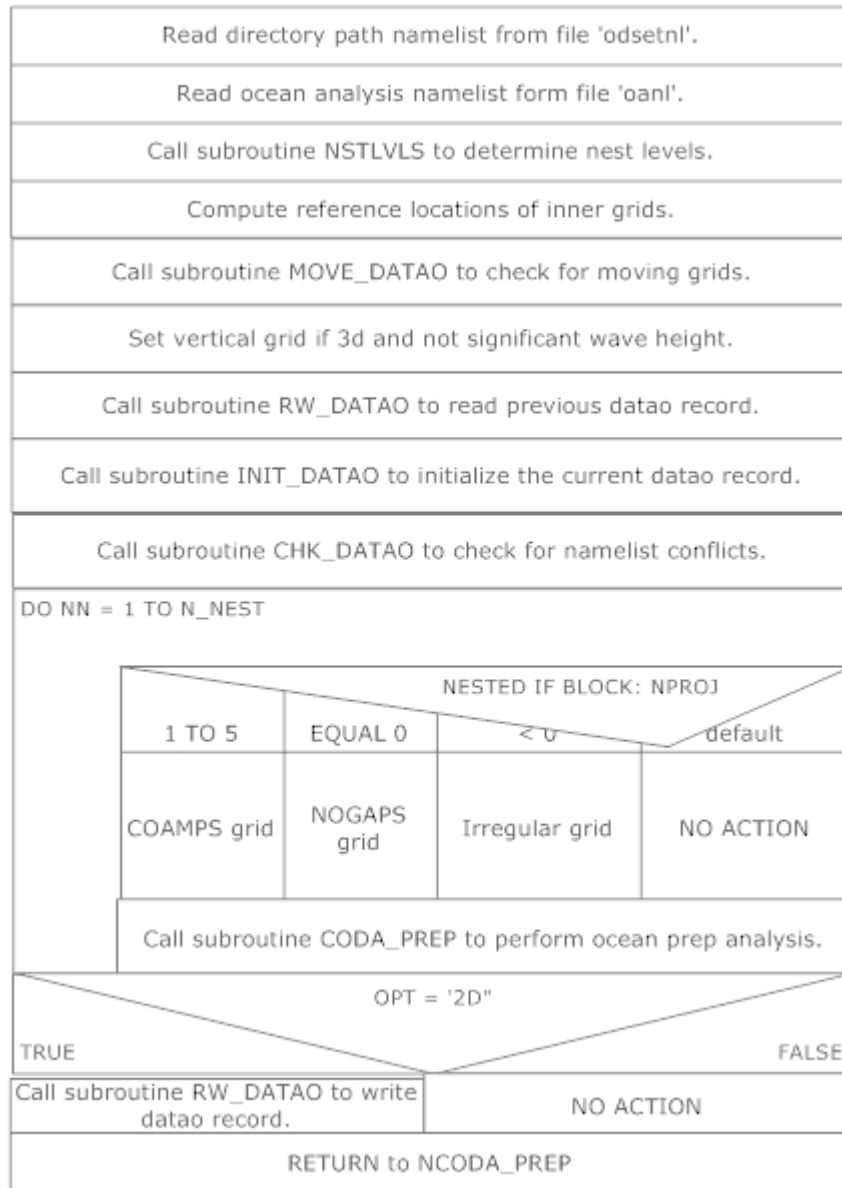 Read directory path namelist from file 'odsetnl'.
Read ocean analysis namelist form file 'oanl'.
Call subroutine NSTLVLS to determine nest levels.
Compute reference locations of inner grids.
Call subroutine MOVE_DATAO to check for moving grids.
Set vertical grid if 3d and not significant wave height.
Call subroutine RW_DATAO to read previous datao record.
Call subroutine INIT_DATAO to initialize the current datao record.
Call subroutine CHK_DATAO to check for namelist conflicts.
DO NN = 1 TO N_NEST
NESTED IF BLOCK: NPROJ
1 TO 5
EQUAL 0
< 0
default
COAMPS grid
NOGAPS
grid
Irregular grid
NO ACTION
Call subroutine CODA_PREP to perform ocean prep analysis.
OPT = '2D"
TRUE
FALSE
Call subroutine RW_DATAO to write
datao record.
NO ACTION
RETURN to NCODA_PREP